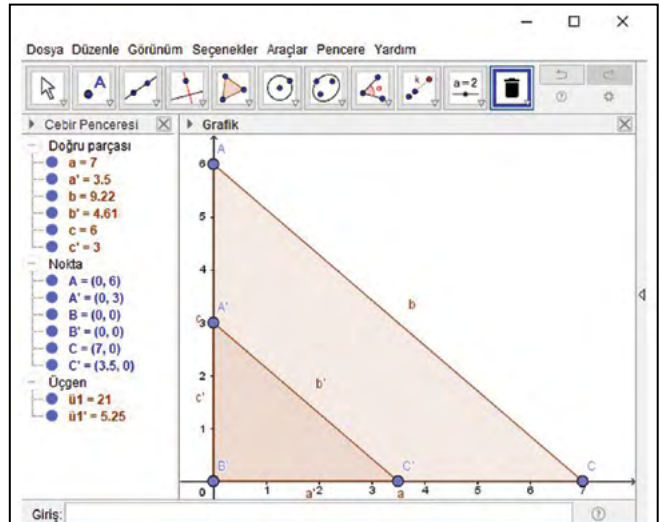 Dosya Düzenle Görünüm Seçenekler Araçlar Pencere Yardım
A
α
k
a=2
Cebir Penceresi
Grafik
Doğru parçası
a = 7
a' = 3.5
b = 9.22
b' = 4.61
c = 6
c' = 3
Nokta
A = (0, 6)
A' = (0, 3)
B = (0, 0)
B' = (0, 0)
C = (7, 0)
C' = (3.5, 0)
Üçgen
ü1 = 21
ü1' = 5.25
A
6
5
4
b
A'
c
3
2
b'
c'
1
B'
C'
C
0 1 a' 2 3 a 4 5 6 7
Giriş: